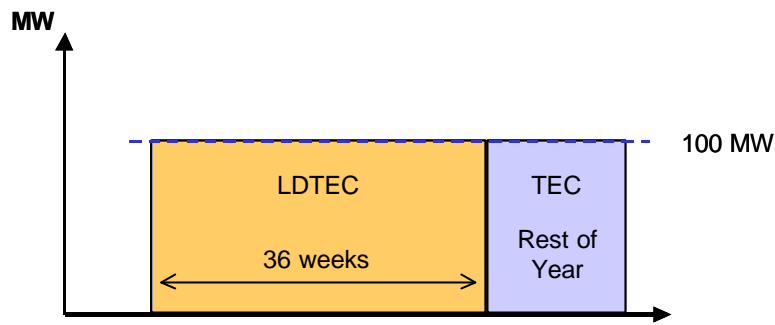 MW
100 MW
LDTEC
TEC
36 weeks
Rest of
Year